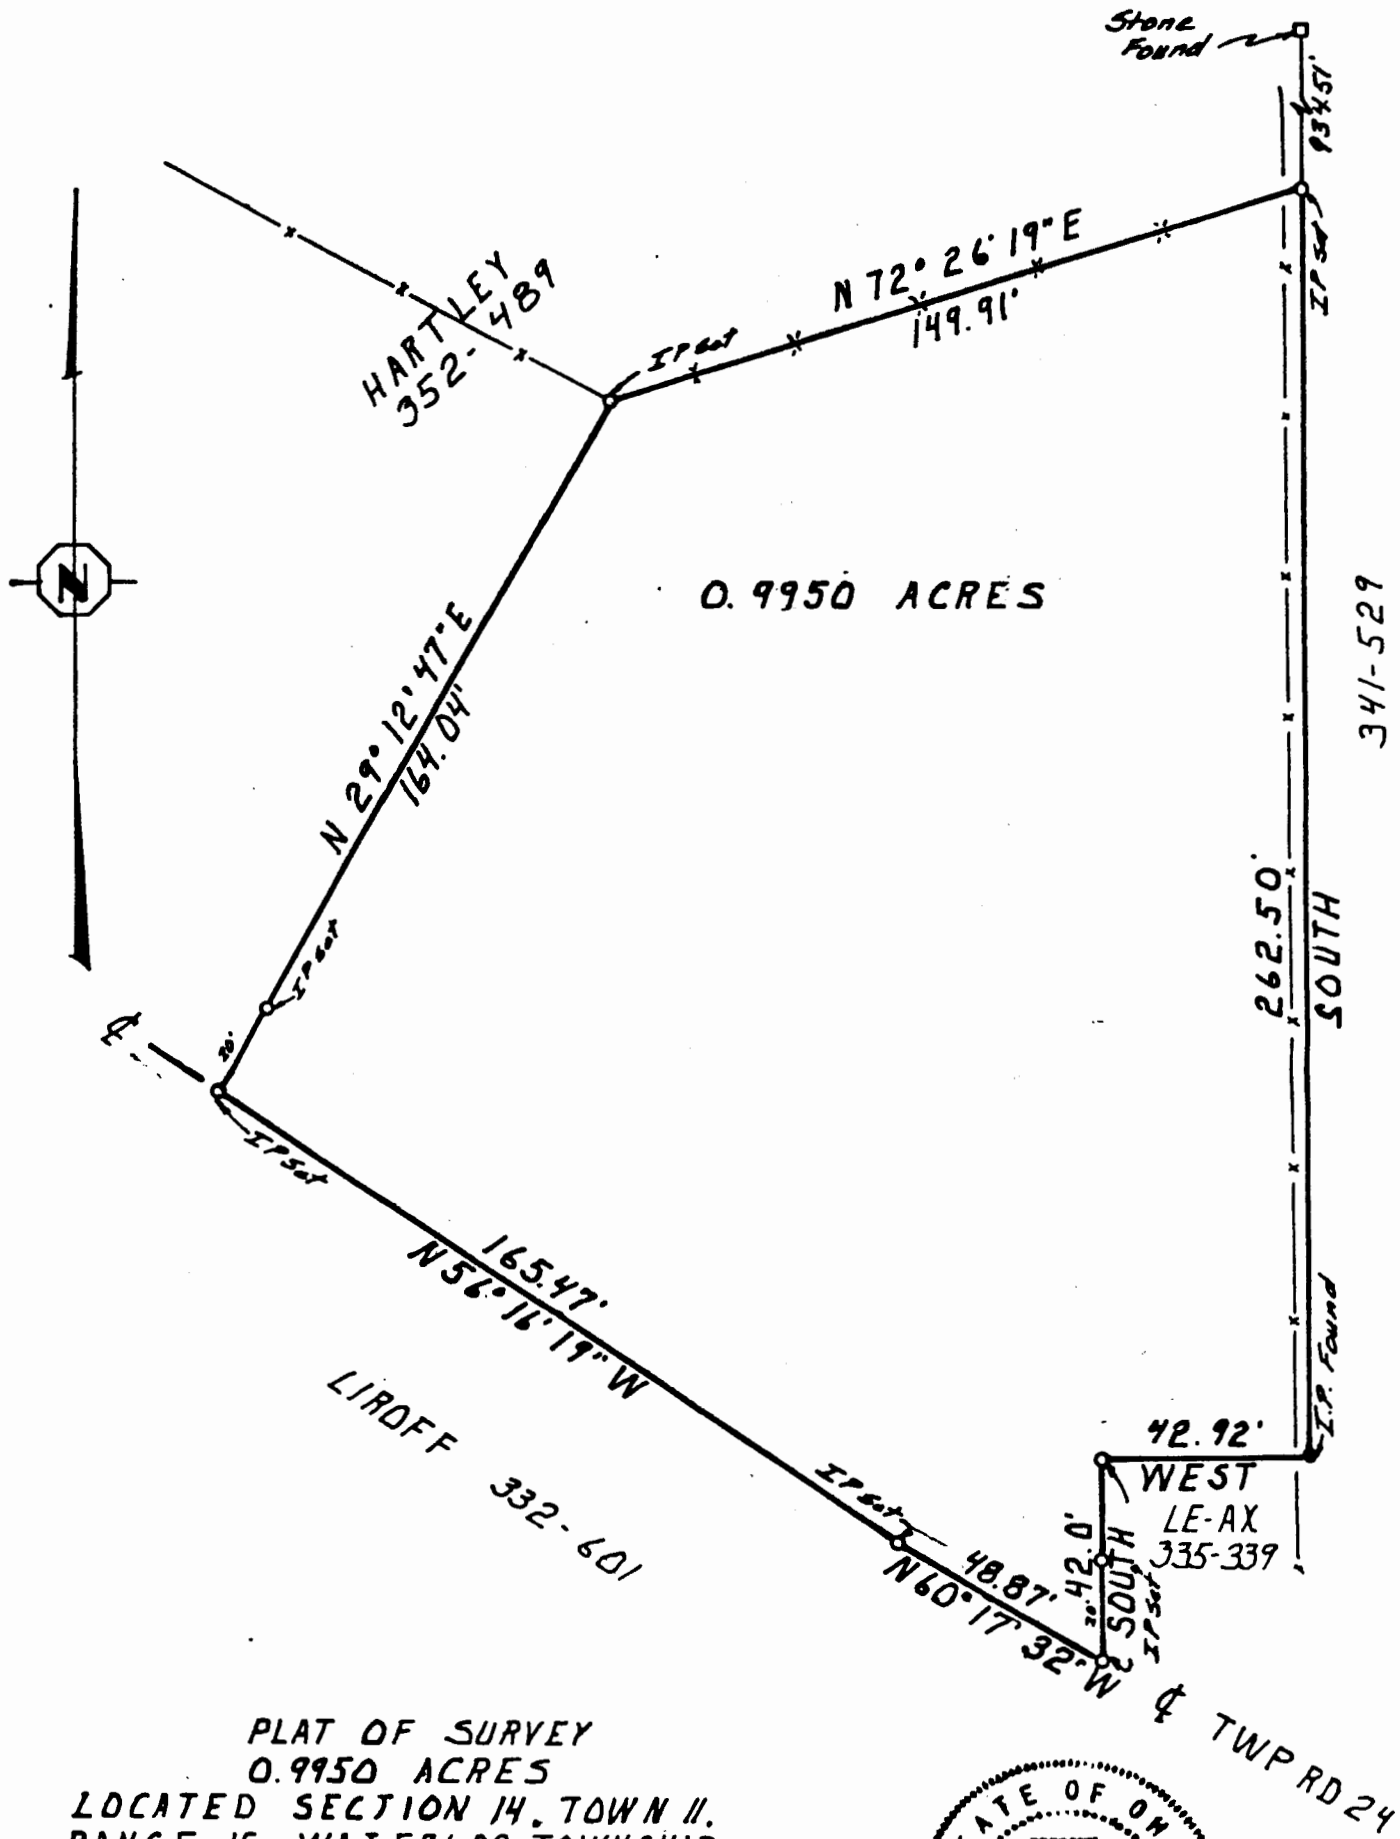 Stone
Found
934.51'
IP Set
N 72° 26' 19" E
149.91'
HARTLEY
352-489
IP Set
N
0.9950 ACRES
341-529
N 29° 12' 47" E
164.04'
262.50'
SOUTH
IP Set
20'
℄
IP Set
165.47'
N 56° 16' 19" W
LIROFF 332-601
I.P. Found
42.92'
WEST
LE-AX
335-339
42.0'
SOUTH
20'
IP Set
IP Set
48.87'
N 60° 17' 32" W
℄ TWP RD 24
PLAT OF SURVEY
0.9950 ACRES
LOCATED SECTION 14, TOWN 11,
ATE OF OH